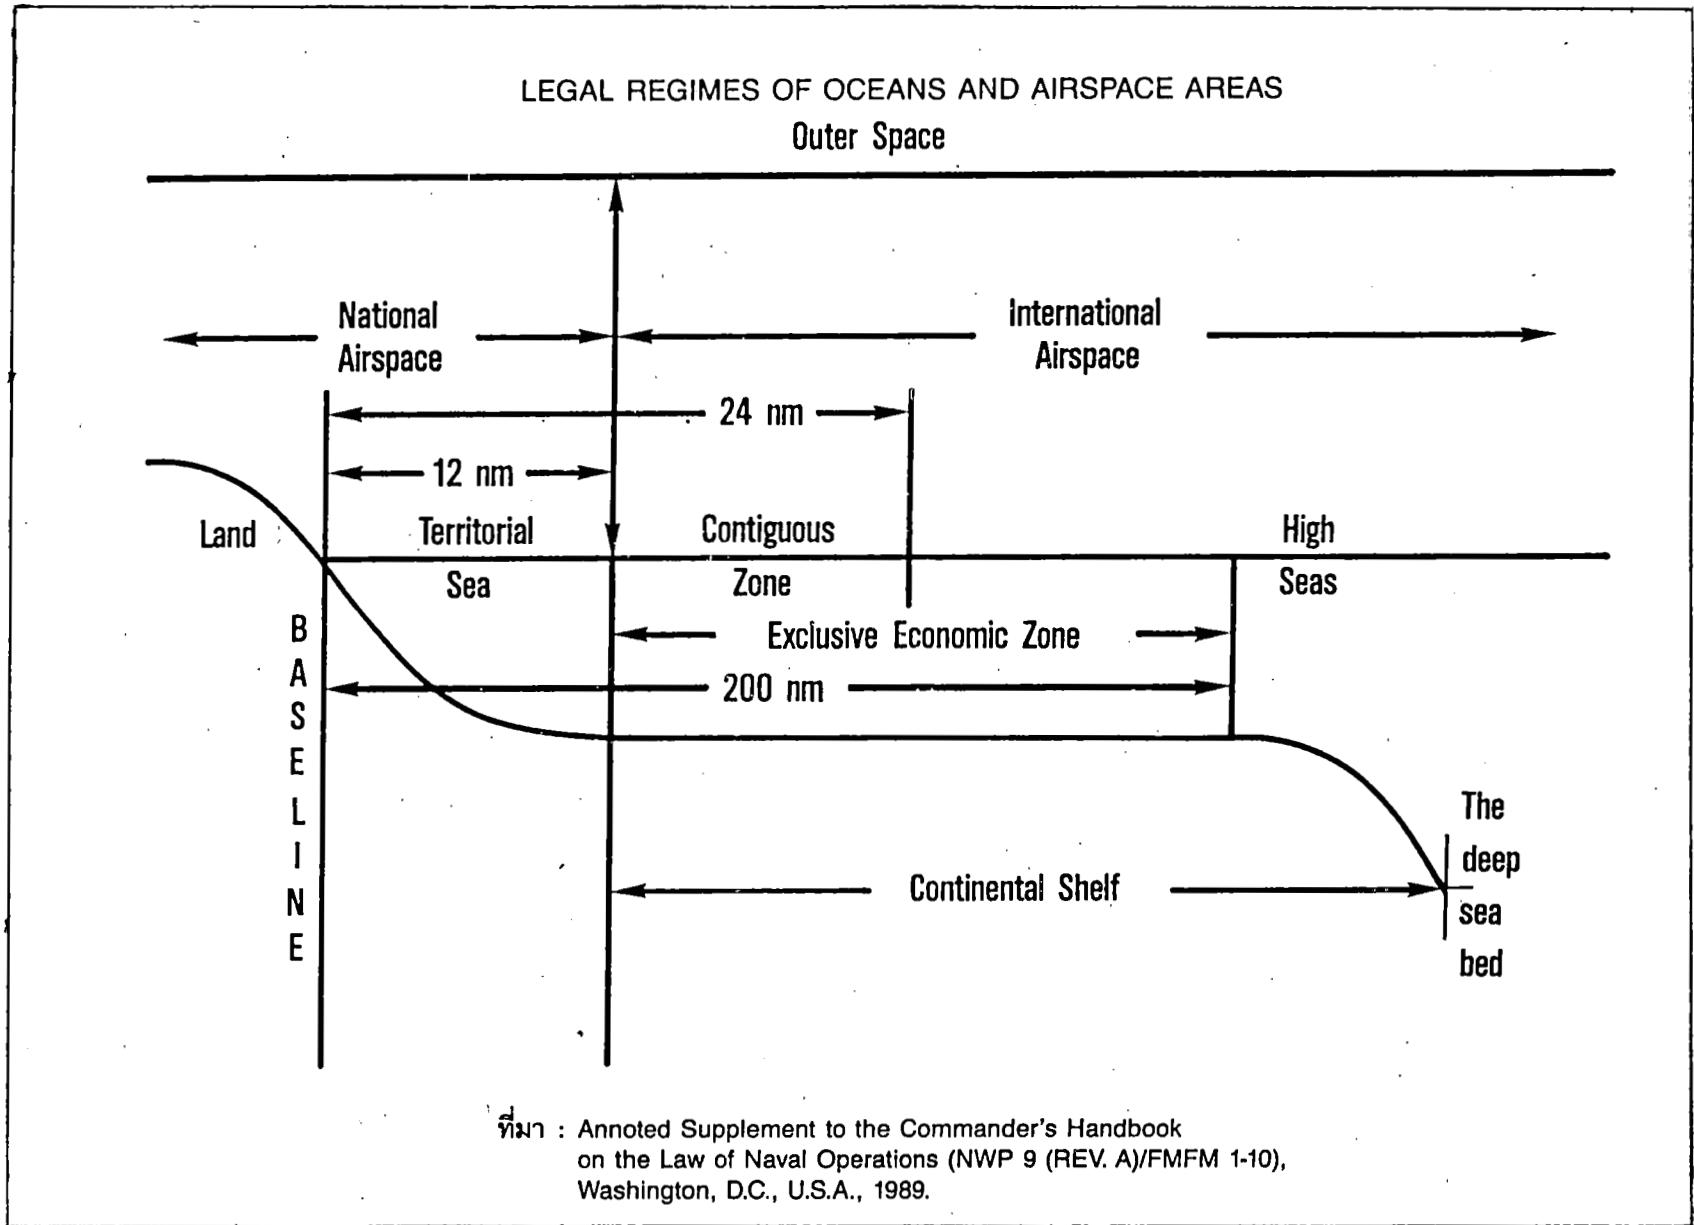 LEGAL REGIMES OF OCEANS AND AIRSPACE AREAS
Outer Space
National
Airspace
International
Airspace
24 nm
12 nm
Land
Territorial
Sea
Contiguous
Zone
High
Seas
Exclusive Economic Zone
200 nm
BASELINE
Continental Shelf
The
deep
sea
bed
ที่มา : Annoted Supplement to the Commander's Handbook
on the Law of Naval Operations (NWP 9 (REV. A)/FMFM 1-10),
Washington, D.C., U.S.A., 1989.